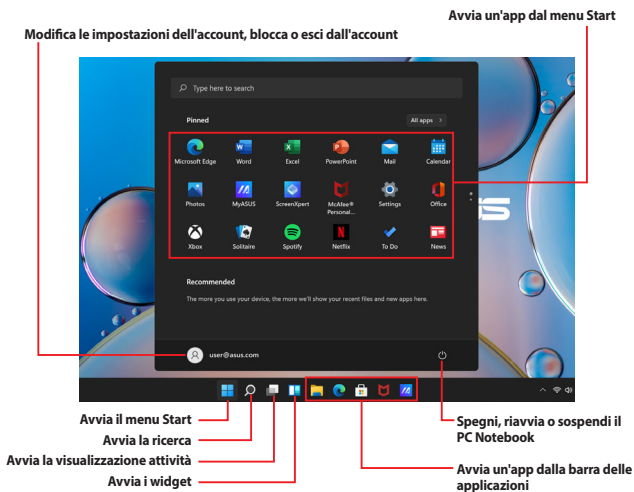 Avvia un'app dal menu Start
Modifica le impostazioni dell'account, blocca o esci dall'account
Type here to search
Pinned
All apps >
Microsoft Edge
Word
Excel
PowerPoint
Mail
Calendar
Photos
MyASUS
ScreenXpert
McAfee®
Personal...
Settings
Office
Xbox
Solitaire
Spotify
Netflix
To Do
News
Recommended
The more you use your device, the more we'll show your recent files and new apps here.
user@asus.com
Avvia il menu Start
Avvia la ricerca
Avvia la visualizzazione attività
Avvia i widget
Spegni, riavvia o sospendi il
PC Notebook
Avvia un'app dalla barra delle
applicazioni